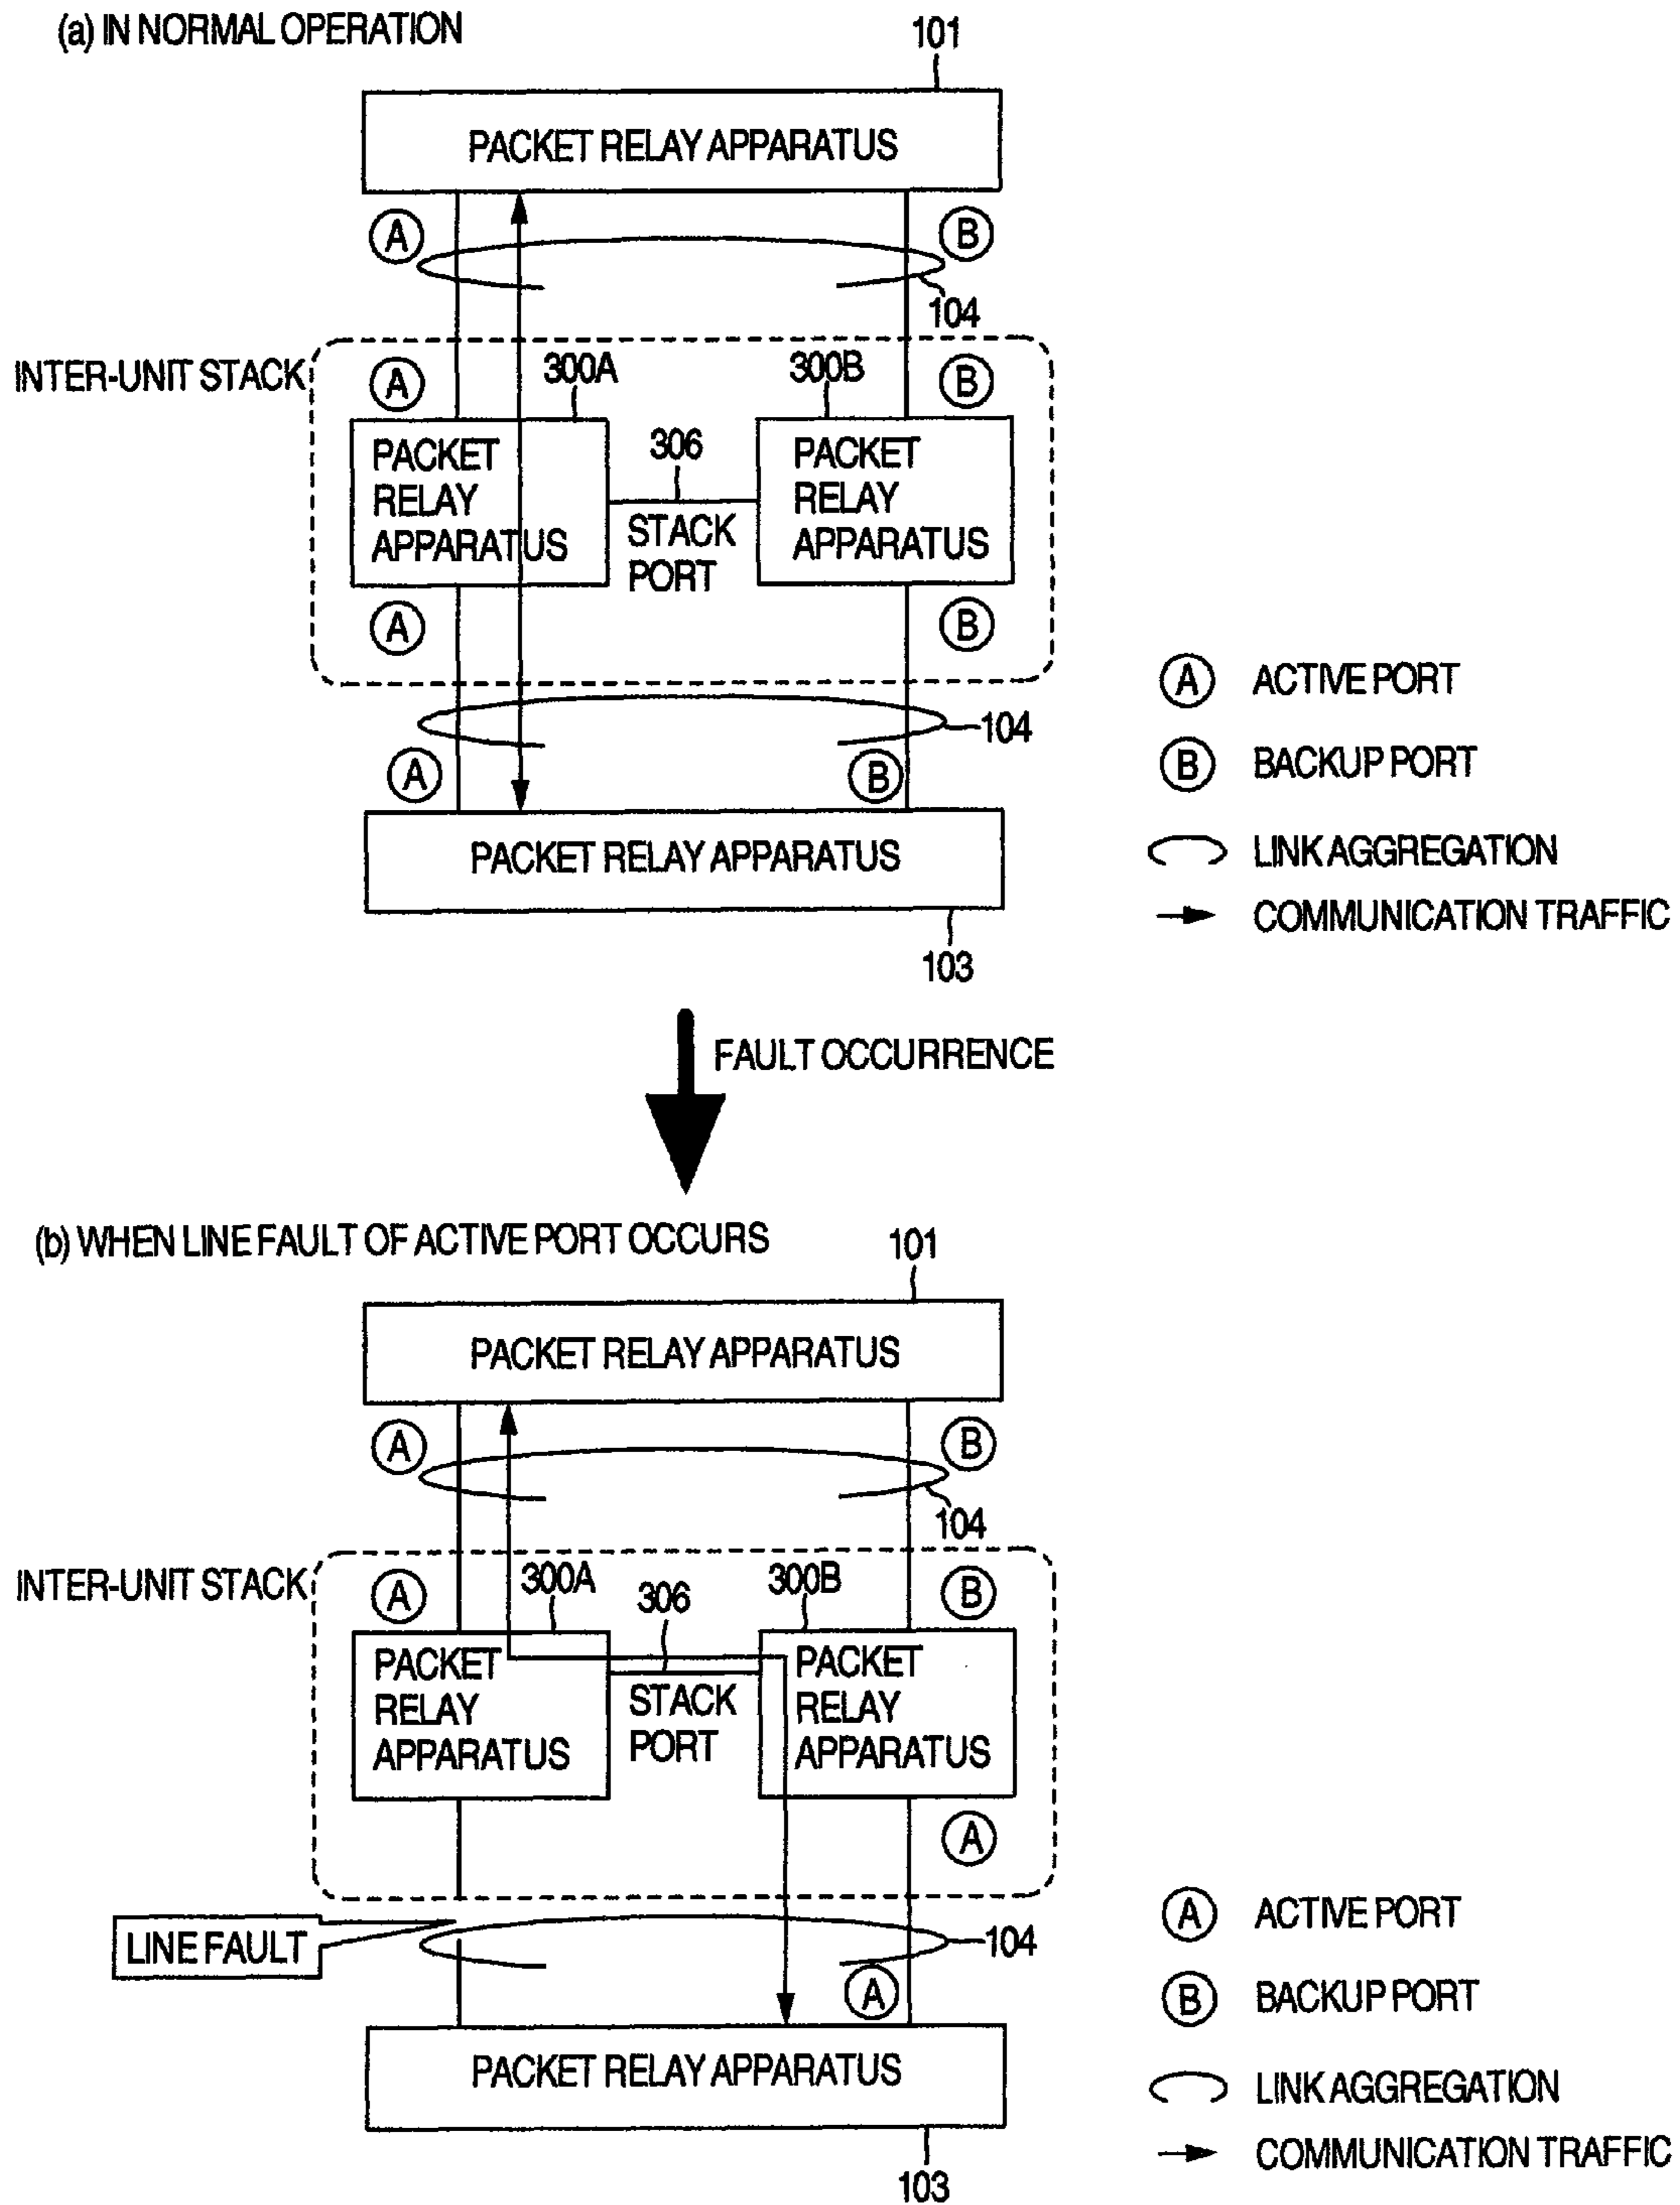 (a) IN NORMAL OPERATION
101
PACKET RELAY APPARATUS
A
B
104
INTER-UNIT STACK
A
300A
300B
B
PACKET
RELAY
APPARATUS
306
STACK
PORT
PACKET
RELAY
APPARATUS
A
B
104
A
B
PACKET RELAY APPARATUS
103
A ACTIVE PORT
B BACKUP PORT
LINK AGGREGATION
COMMUNICATION TRAFFIC
FAULT OCCURRENCE
(b) WHEN LINE FAULT OF ACTIVE PORT OCCURS
101
PACKET RELAY APPARATUS
A
B
104
INTER-UNIT STACK
A
300A
306
300B
B
PACKET
RELAY
APPARATUS
STACK
PORT
PACKET
RELAY
APPARATUS
A
LINE FAULT
104
A
PACKET RELAY APPARATUS
103
A ACTIVE PORT
B BACKUP PORT
LINK AGGREGATION
COMMUNICATION TRAFFIC